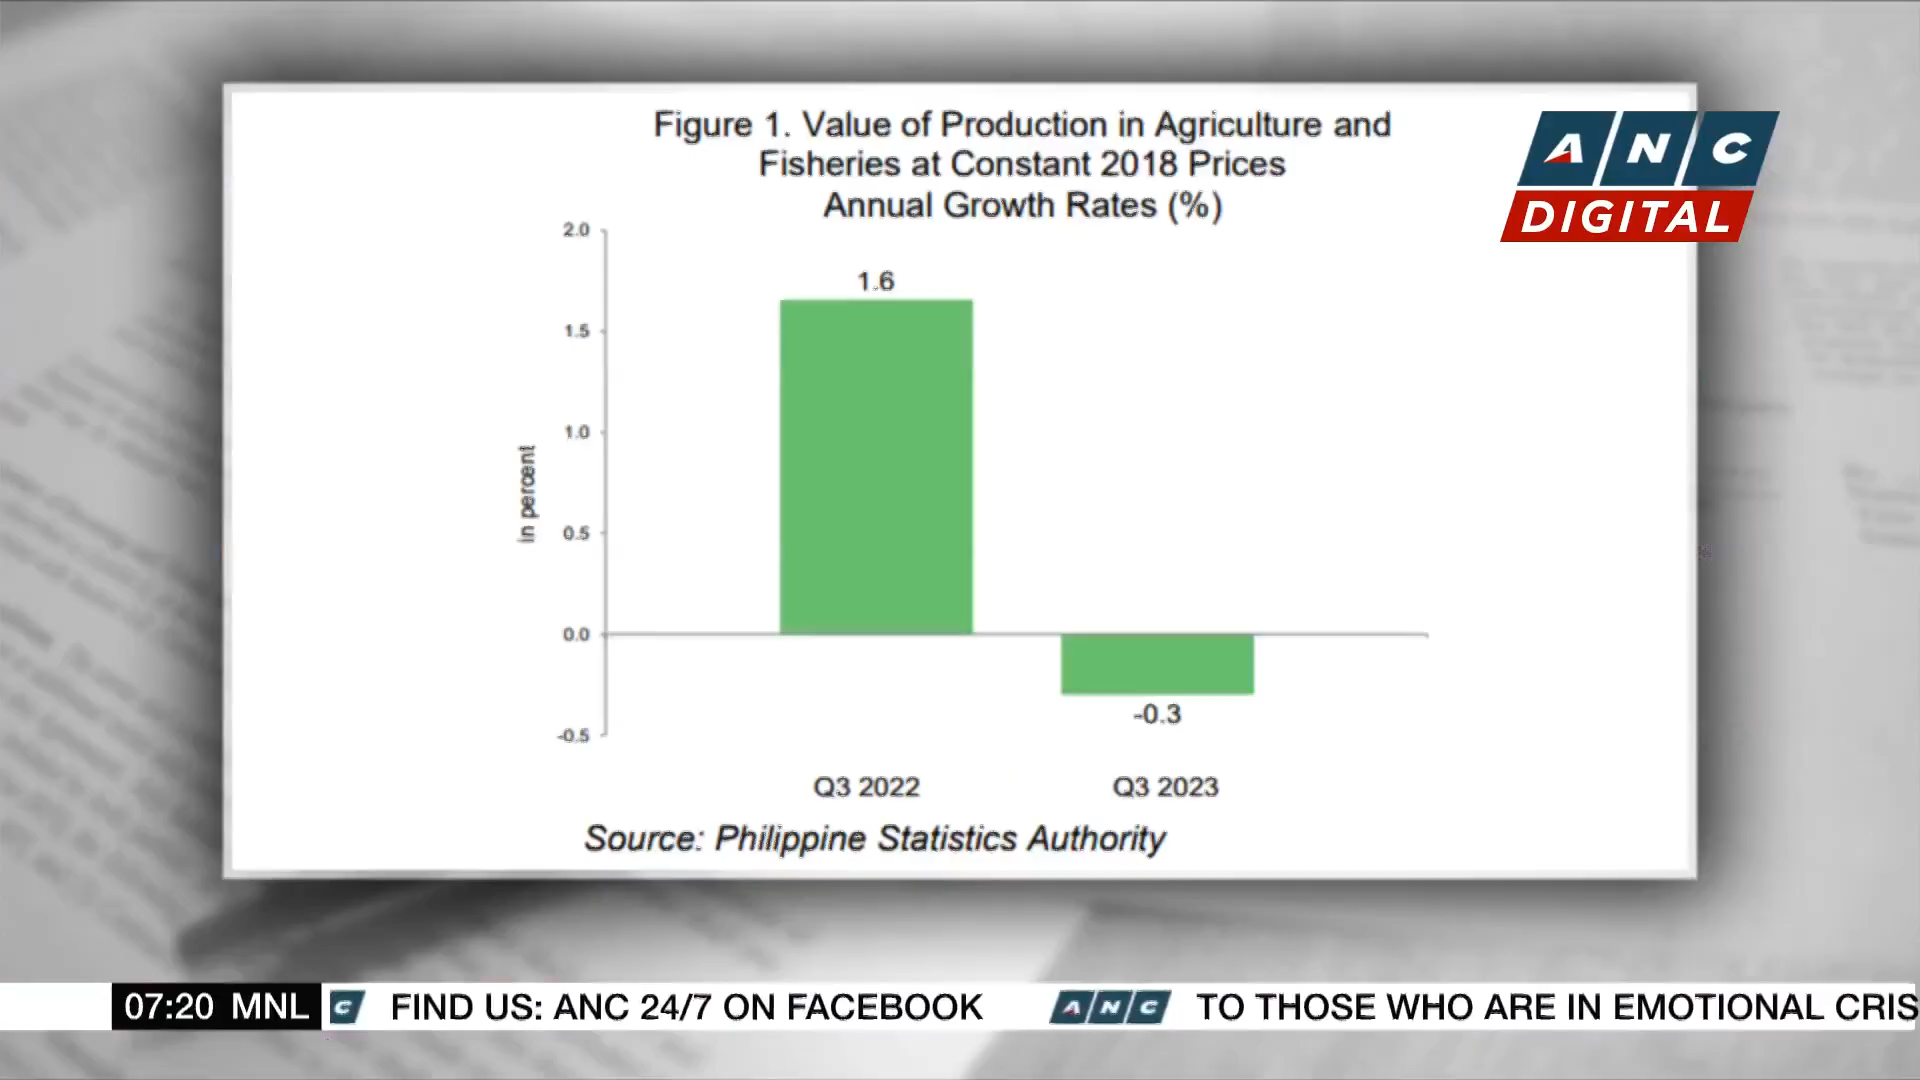 Figure 1. Value of Production in Agriculture and
Fisheries at Constant 2018 Prices
Annual Growth Rates (%)
ANC
DIGITAL
2.0
1.5
1.0
0.5
0.0
-0.5
in percent
1.6
-0.3
Q3 2022
Q3 2023
Source: Philippine Statistics Authority
07:20 MNL C FIND US: ANC 24/7 ON FACEBOOK ANC TO THOSE WHO ARE IN EMOTIONAL CRIS